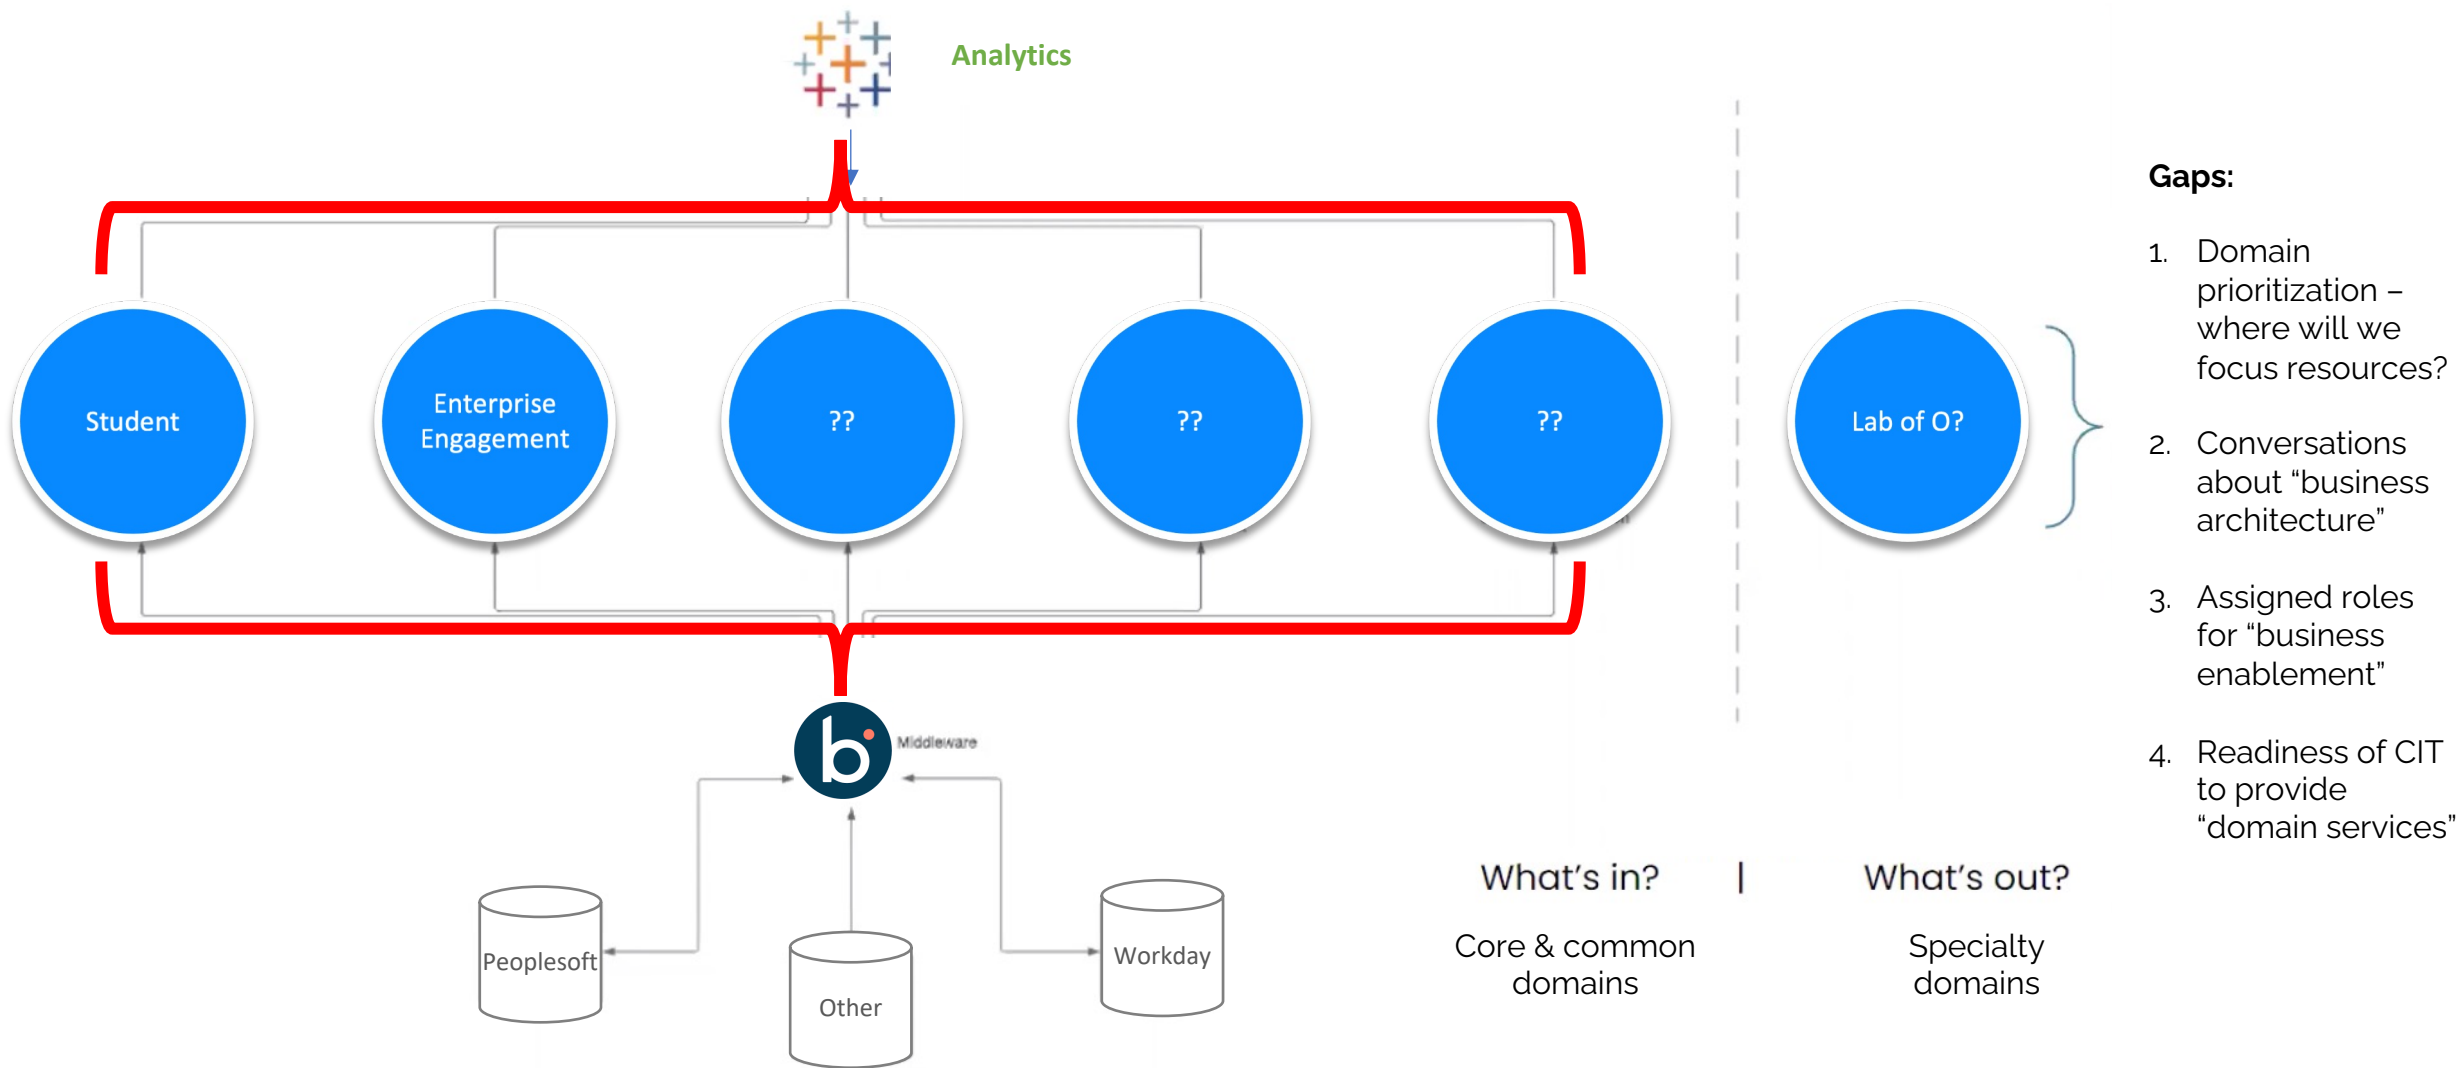 Analytics
Gaps:
1. Domain
prioritization –
where will we
focus resources?
2. Conversations
about “business
architecture”
3. Assigned roles
for “business
enablement”
4. Readiness of CIT
to provide
“domain services”
Student
Enterprise
Engagement
??
??
??
Lab of O?
b
Middleware
Peoplesoft
Other
Workday
What’s in? | What’s out?
Core & common
domains
Specialty
domains